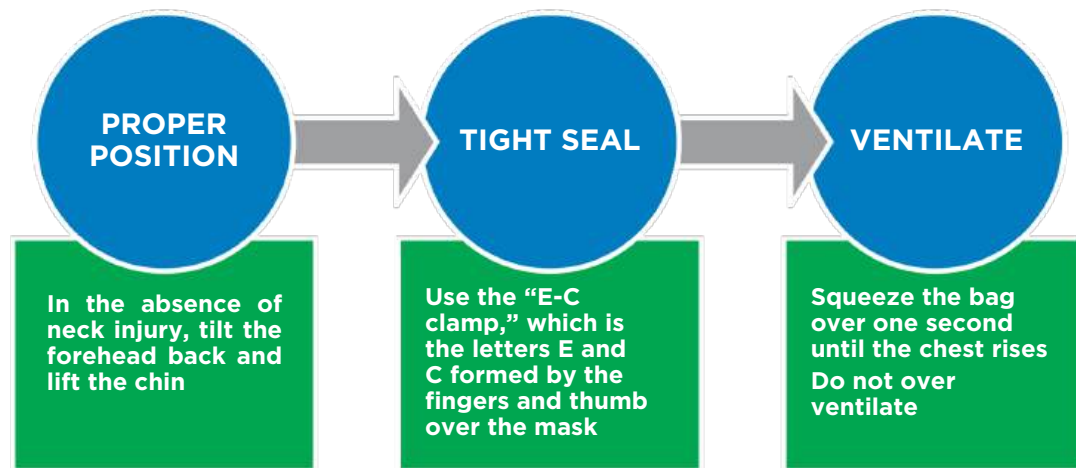 PROPER
POSITION
In the absence of
neck injury, tilt the
forehead back and
lift the chin
TIGHT SEAL
Use the “E-C
clamp,” which is
the letters E and
C formed by the
fingers and thumb
over the mask
VENTILATE
Squeeze the bag
over one second
until the chest rises
Do not over
ventilate